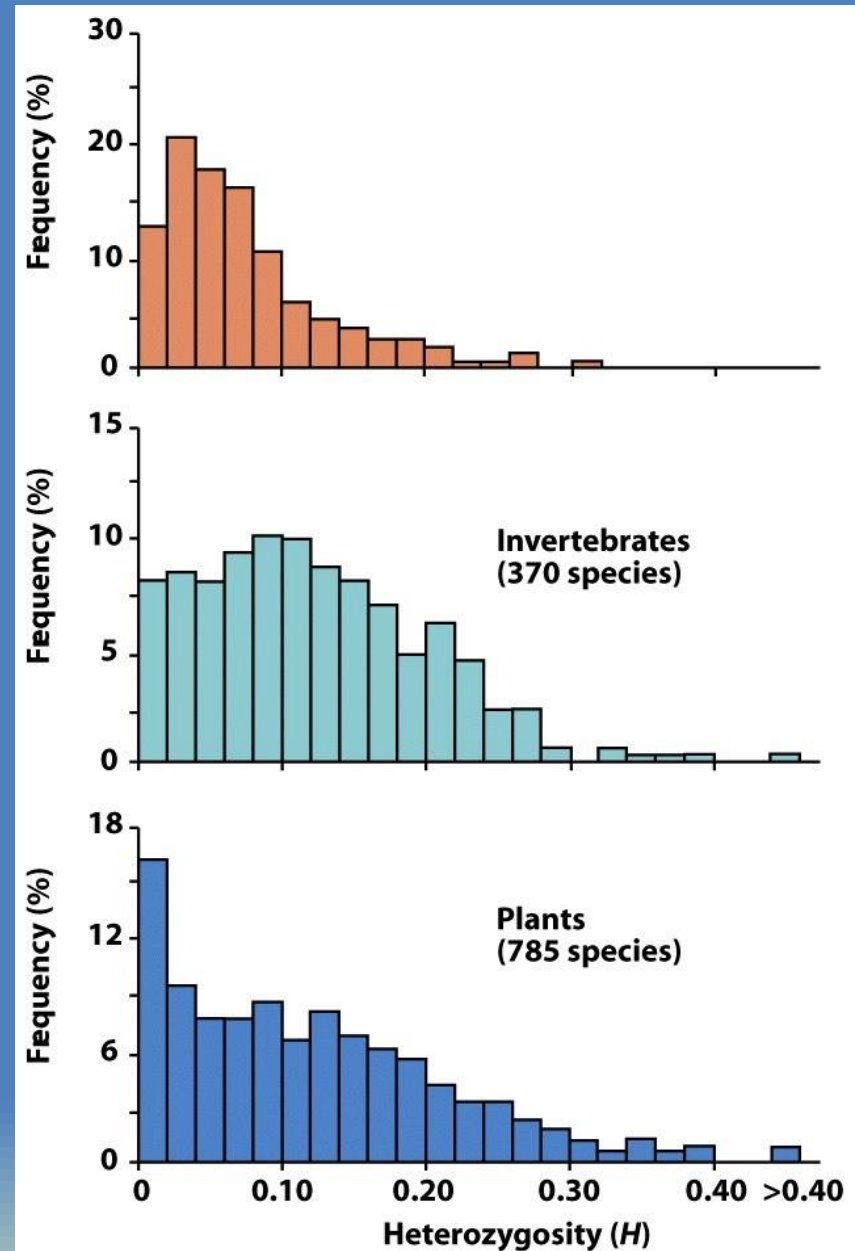 30
20
10
0
Fequency (%)
15
10
5
0
Fequency (%)
Invertebrates
(370 species)
18
12
6
0
Fequency (%)
Plants
(785 species)
0 0.10 0.20 0.30 0.40 >0.40
Heterozygosity (H)